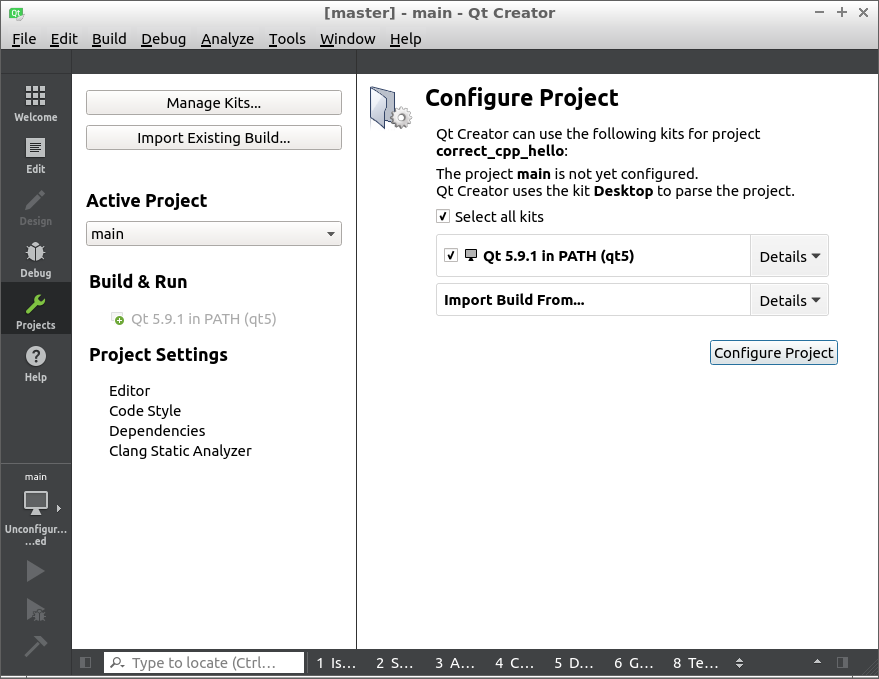 [master] - main - Qt Creator
File Edit Build Debug Analyze Tools Window Help
Welcome
Edit
Design
Debug
Projects
Help
main
Unconfigur...
...ed
Manage Kits...
Import Existing Build...
Active Project
main
Build & Run
Qt 5.9.1 in PATH (qt5)
Project Settings
Editor
Code Style
Dependencies
Clang Static Analyzer
Configure Project
Qt Creator can use the following kits for project
correct_cpp_hello:
The project main is not yet configured.
Qt Creator uses the kit Desktop to parse the project.
Select all kits
Qt 5.9.1 in PATH (qt5) Details
Import Build From... Details
Configure Project
Type to locate (Ctrl... 1 Is... 2 S... 3 A... 4 C... 5 D... 6 G... 8 Te...